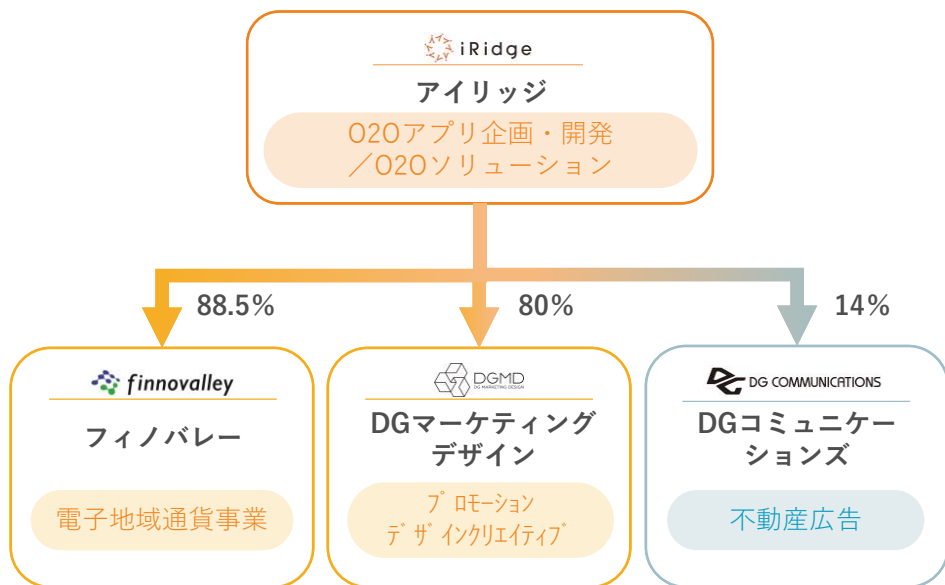 iRidge
アイリッジ
O2Oアプリ企画・開発
／O2Oソリューション
88.5%
80%
14%
finnovalley
フィノバレー
電子地域通貨事業
DGMD
DG MARKETING DESIGN
DGマーケティング
デザイン
ﾌﾟﾛﾓｰｼｮﾝ
ﾃﾞｻﾞｲﾝｸﾘｴｲﾃｨﾌﾞ
DG COMMUNICATIONS
DGコミュニケー
ションズ
不動産広告